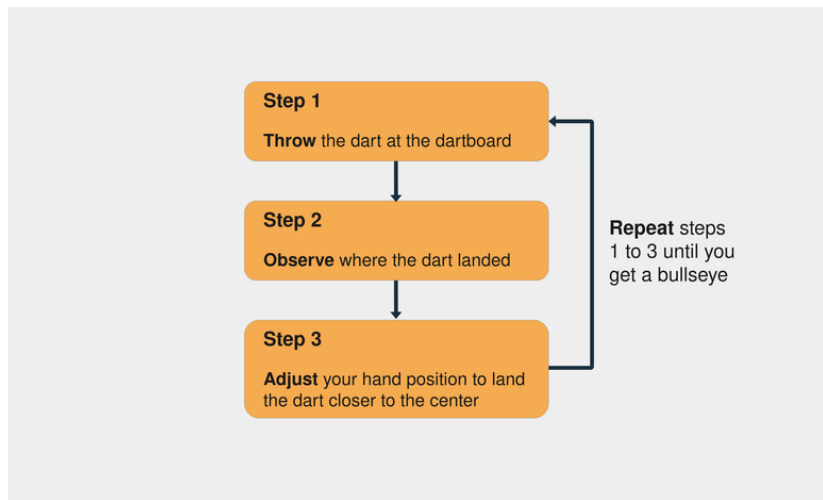 Step 1
Throw the dart at the dartboard
Step 2
Observe where the dart landed
Step 3
Adjust your hand position to land
the dart closer to the center
Repeat steps
1 to 3 until you
get a bullseye